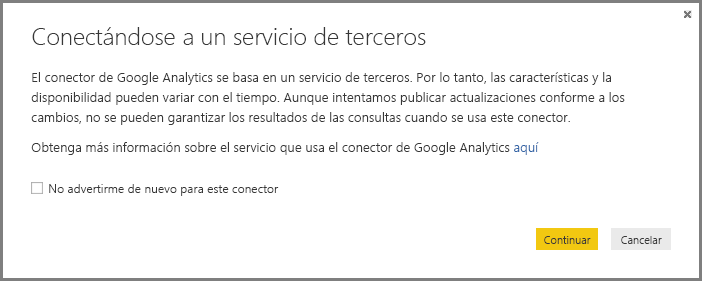 Conectándose a un servicio de terceros
El conector de Google Analytics se basa en un servicio de terceros. Por lo tanto, las características y la
disponibilidad pueden variar con el tiempo. Aunque intentamos publicar actualizaciones conforme a los
cambios, no se pueden garantizar los resultados de las consultas cuando se usa este conector.
Obtenga más información sobre el servicio que usa el conector de Google Analytics aquí
No advertirme de nuevo para este conector
Continuar Cancelar